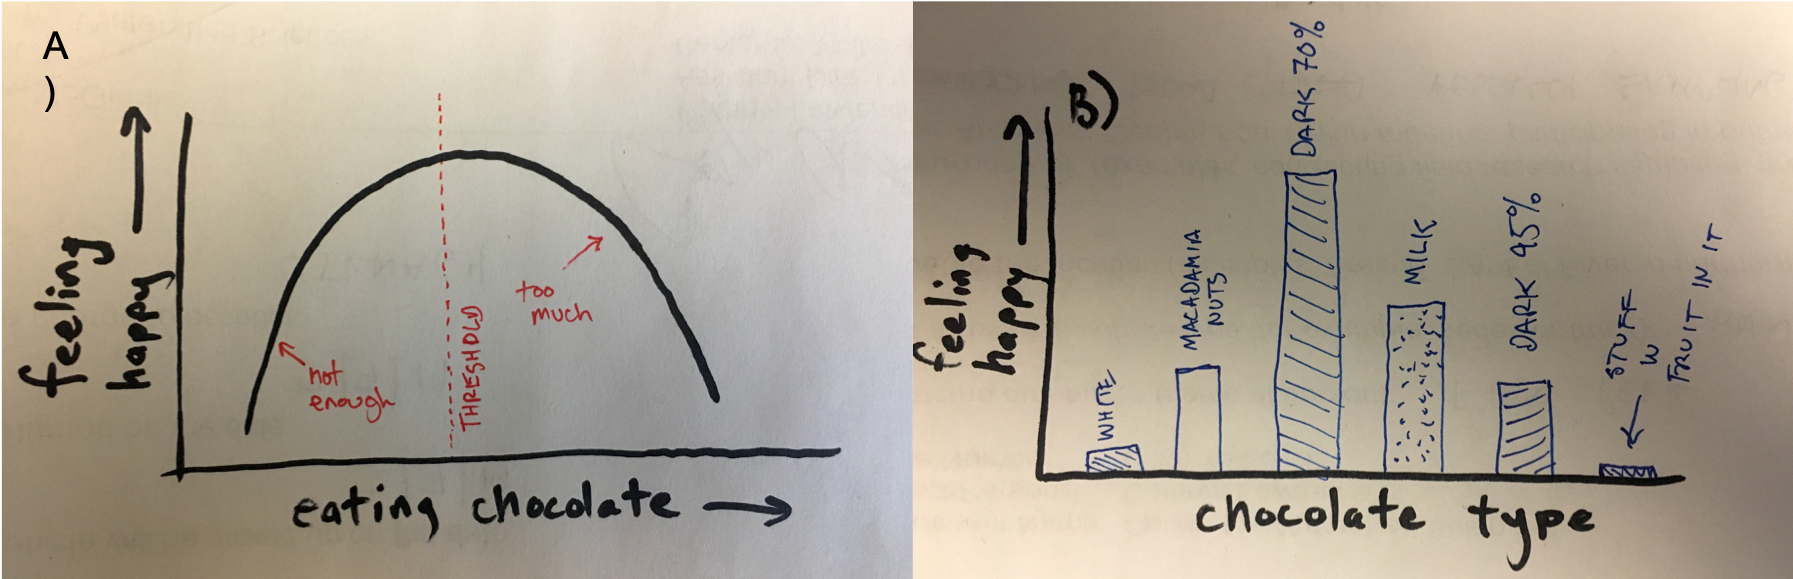 A
)
feeling
happy
not
enough
THRESHOLD
too
much
eating chocolate
B)
feeling
happy
WHITE
MACADAMIA
NUTS
DARK 70%
MILK
DARK 95%
STUFF
W
FRUIT IN IT
chocolate type